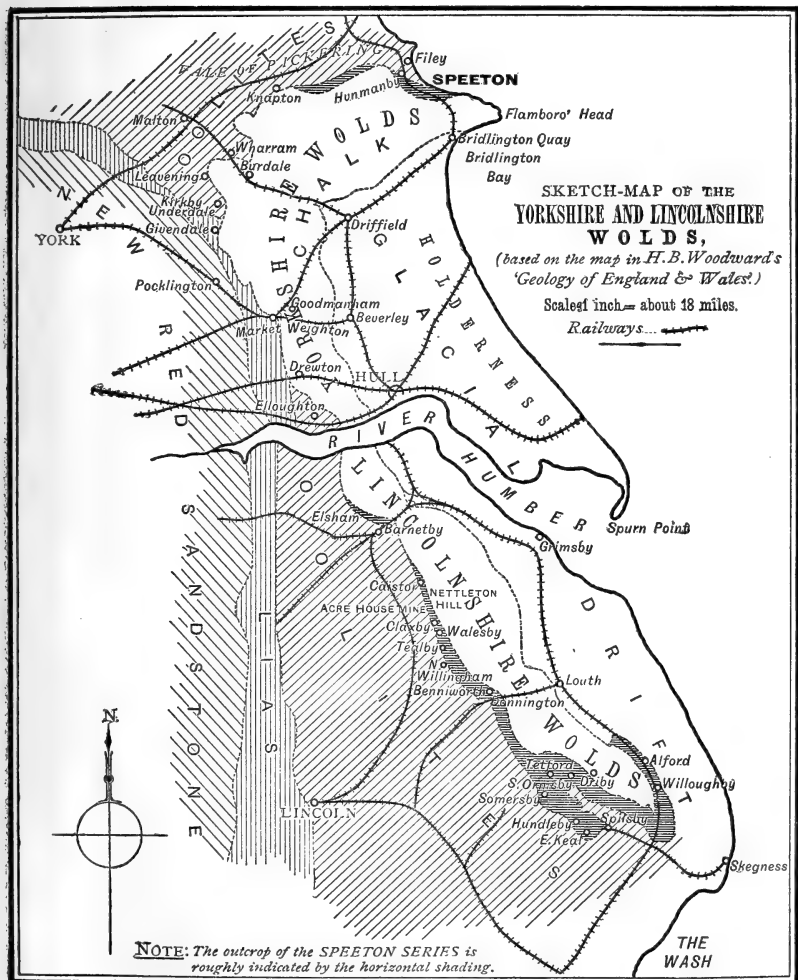 OOLITES
VALE OF PICKERING
Filey
SPEETON
Hunmanby
Knapton
Flamboro' Head
Malton
Bridlington Quay
Bridlington
Bay
Wharram
Burdale
Leavening
Kirkby
Underdale
Givendale
YORKSHIRE WOLDS
CHALK
SKETCH-MAP OF THE
YORKSHIRE AND LINCOLNSHIRE
WOLDS,
(based on the map in H.B. Woodward's
'Geology of England & Wales'.)
Scale 1 inch = about 18 miles.
Railways...
YORK
Driffield
Pocklington
Goodmanham
Market Weighton
Beverley
HOLDERNESS
GLACIAL
DRIFT
NEW RED SANDSTONE
Drewton
HULL
Elloughton
RIVER HUMBER
Spurn Point
LINCOLNSHIRE WOLDS
Elsham
Barnetby
Grimsby
Caistor
NETTLETON
HILL
ACRE HOUSE MINE
Claxby
Walesby
Tealby
N.
Willingham
Benniworth
Donnington
Louth
LIAS
OOLITES
Alford
Willoughby
Tetford
S. Ormsby
Driby
Somersby
Hundleby
Spilsby
E. Keal
Skegness
LINCOLN
N.
THE
WASH
NOTE: The outcrop of the SPEETON SERIES is
roughly indicated by the horizontal shading.